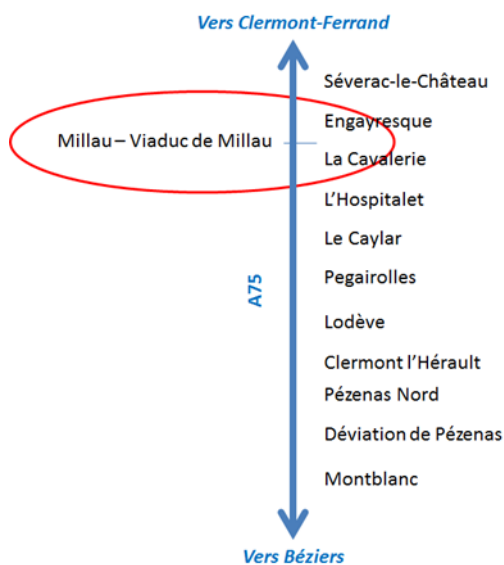 Vers Clermont-Ferrand
Séverac-le-Château
Engayresque
Millau – Viaduc de Millau
La Cavalerie
L’Hospitalet
Le Caylar
A75
Pegairolles
Lodève
Clermont l’Hérault
Pézenas Nord
Déviation de Pézenas
Montblanc
Vers Béziers